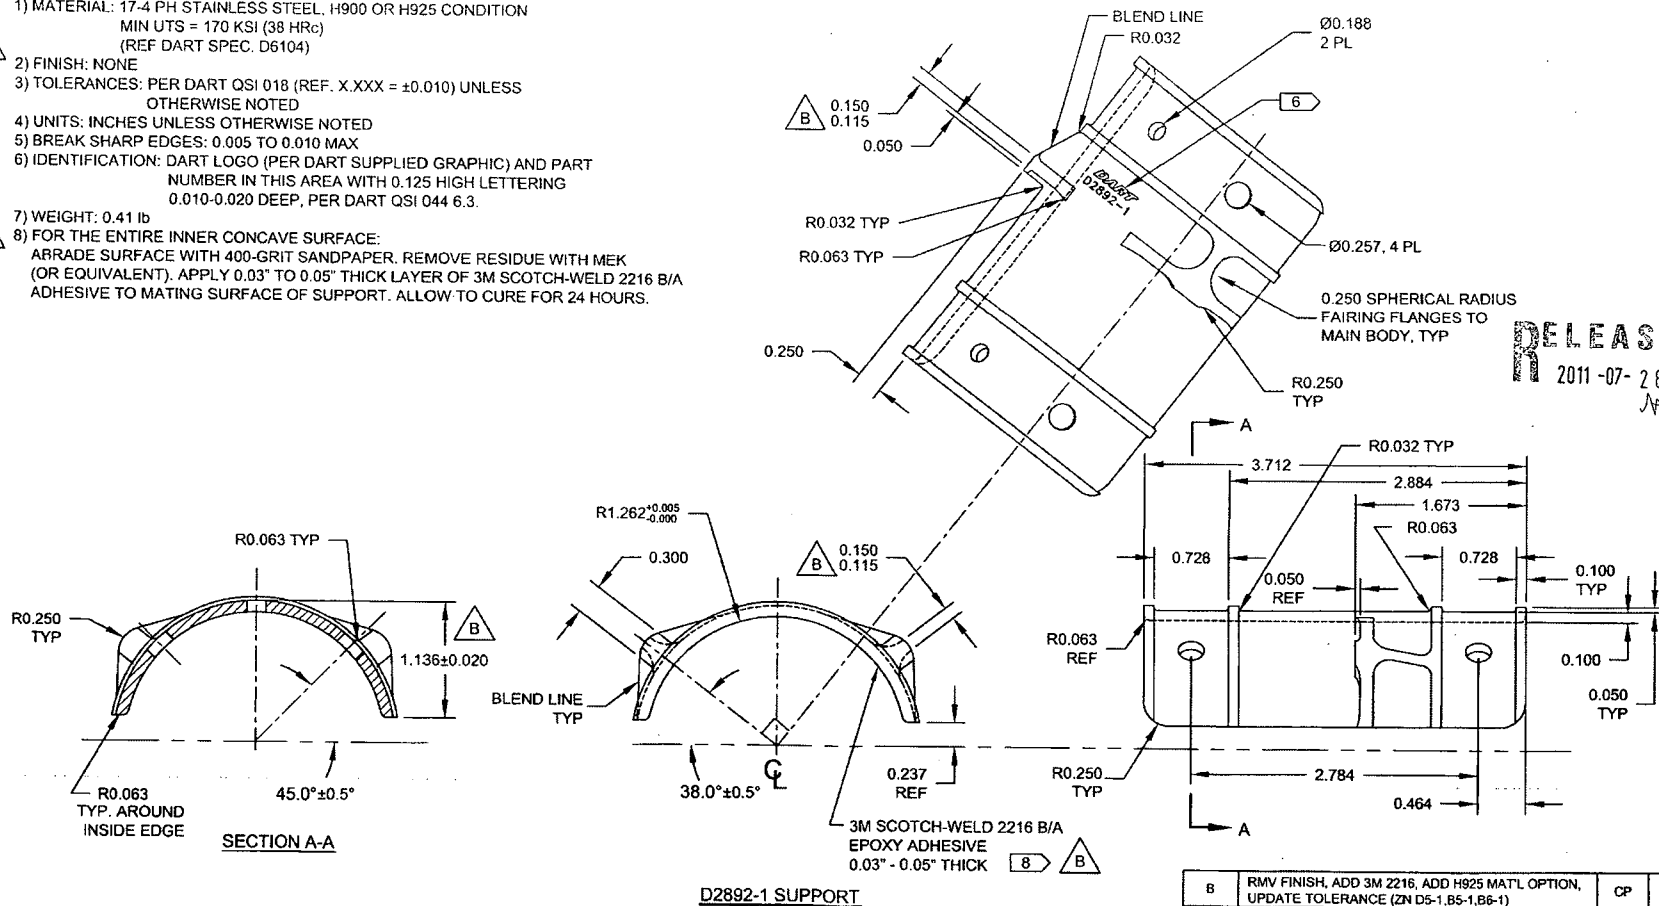 1) MATERIAL: 17-4 PH STAINLESS STEEL, H900 OR H925 CONDITION
MIN UTS = 170 KSI (38 HRc)
(REF DART SPEC. D6104)
2) FINISH: NONE
3) TOLERANCES: PER DART QSI 018 (REF. X.XXX = ±0.010) UNLESS
OTHERWISE NOTED
4) UNITS: INCHES UNLESS OTHERWISE NOTED
5) BREAK SHARP EDGES: 0.005 TO 0.010 MAX
6) IDENTIFICATION: DART LOGO (PER DART SUPPLIED GRAPHIC) AND PART
NUMBER IN THIS AREA WITH 0.125 HIGH LETTERING
0.010-0.020 DEEP, PER DART QSI 044 6.3.
7) WEIGHT: 0.41 lb
8) FOR THE ENTIRE INNER CONCAVE SURFACE:
ABRADE SURFACE WITH 400-GRIT SANDPAPER. REMOVE RESIDUE WITH MEK
(OR EQUIVALENT). APPLY 0.03" TO 0.05" THICK LAYER OF 3M SCOTCH-WELD 2216 B/A
ADHESIVE TO MATING SURFACE OF SUPPORT. ALLOW TO CURE FOR 24 HOURS.
BLEND LINE
R0.032
Ø0.188
2 PL
6
B
0.150
0.115
0.050
DART
D2892-1
R0.032 TYP
R0.063 TYP
Ø0.257, 4 PL
0.250 SPHERICAL RADIUS
FAIRING FLANGES TO
MAIN BODY, TYP
0.250
R0.250
TYP
RELEAS
2011-07-28
R0.063 TYP
R0.250
TYP
B
1.136±0.020
R0.063
TYP. AROUND
INSIDE EDGE
45.0°±0.5°
SECTION A-A
R1.262 +0.005
-0.000
0.300
B
0.150
0.115
BLEND LINE
TYP
38.0°±0.5°
CL
0.237
REF
3M SCOTCH-WELD 2216 B/A
EPOXY ADHESIVE
0.03" - 0.05" THICK
8
B
D2892-1 SUPPORT
A
R0.032 TYP
3.712
2.884
1.673
R0.063
0.728
0.728
0.050
REF
0.100
TYP
R0.063
REF
0.100
0.050
TYP
R0.250
TYP
2.784
0.464
A
B
RMV FINISH, ADD 3M 2216, ADD H925 MAT'L OPTION,
UPDATE TOLERANCE (ZN D5-1,B5-1,B6-1)
CP